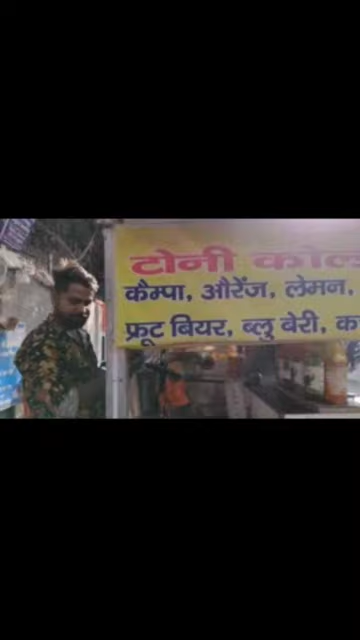 टोनी
कैम्पा, औरेंज, लेमन,
फ्रूट बियर, ब्लु बेरी,